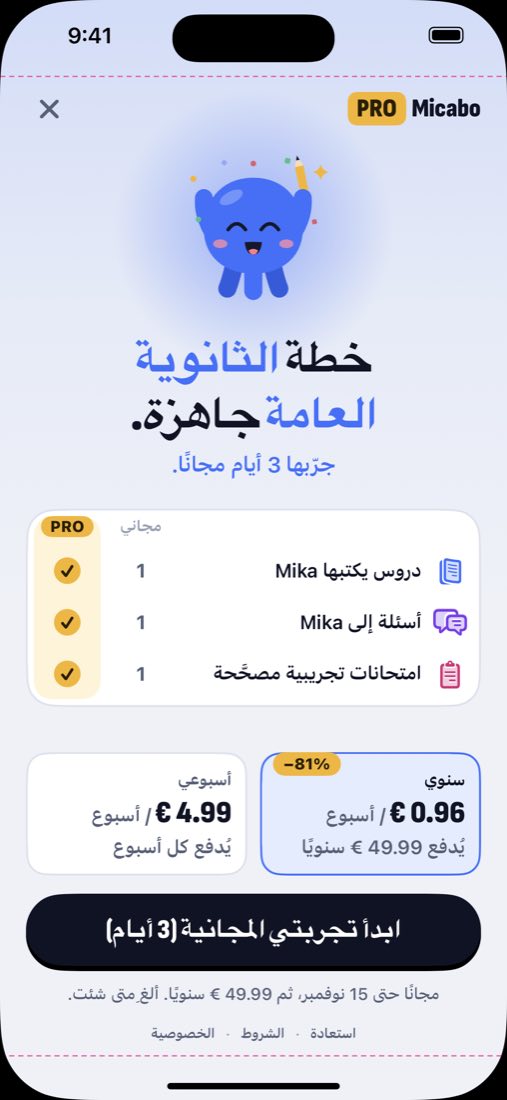 9:41
Micabo PRO
خطة الثانوية
العامة جاهزة.
جرّبها 3 أيام مجانًا.
مجاني PRO
دروس يكتبها Mika 1
أسئلة إلى Mika 1
امتحانات تجريبية مصحَّحة 1
−81%
سنوي
0.96 € / أسبوع
يُدفع 49.99 € سنويًا
أسبوعي
4.99 € / أسبوع
يُدفع كل أسبوع
ابدأ تجربتي المجانية (3 أيام)
مجانًا حتى 15 نوفمبر، ثم 49.99 € سنويًا. ألغِ متى شئت.
استعادة · الشروط · الخصوصية